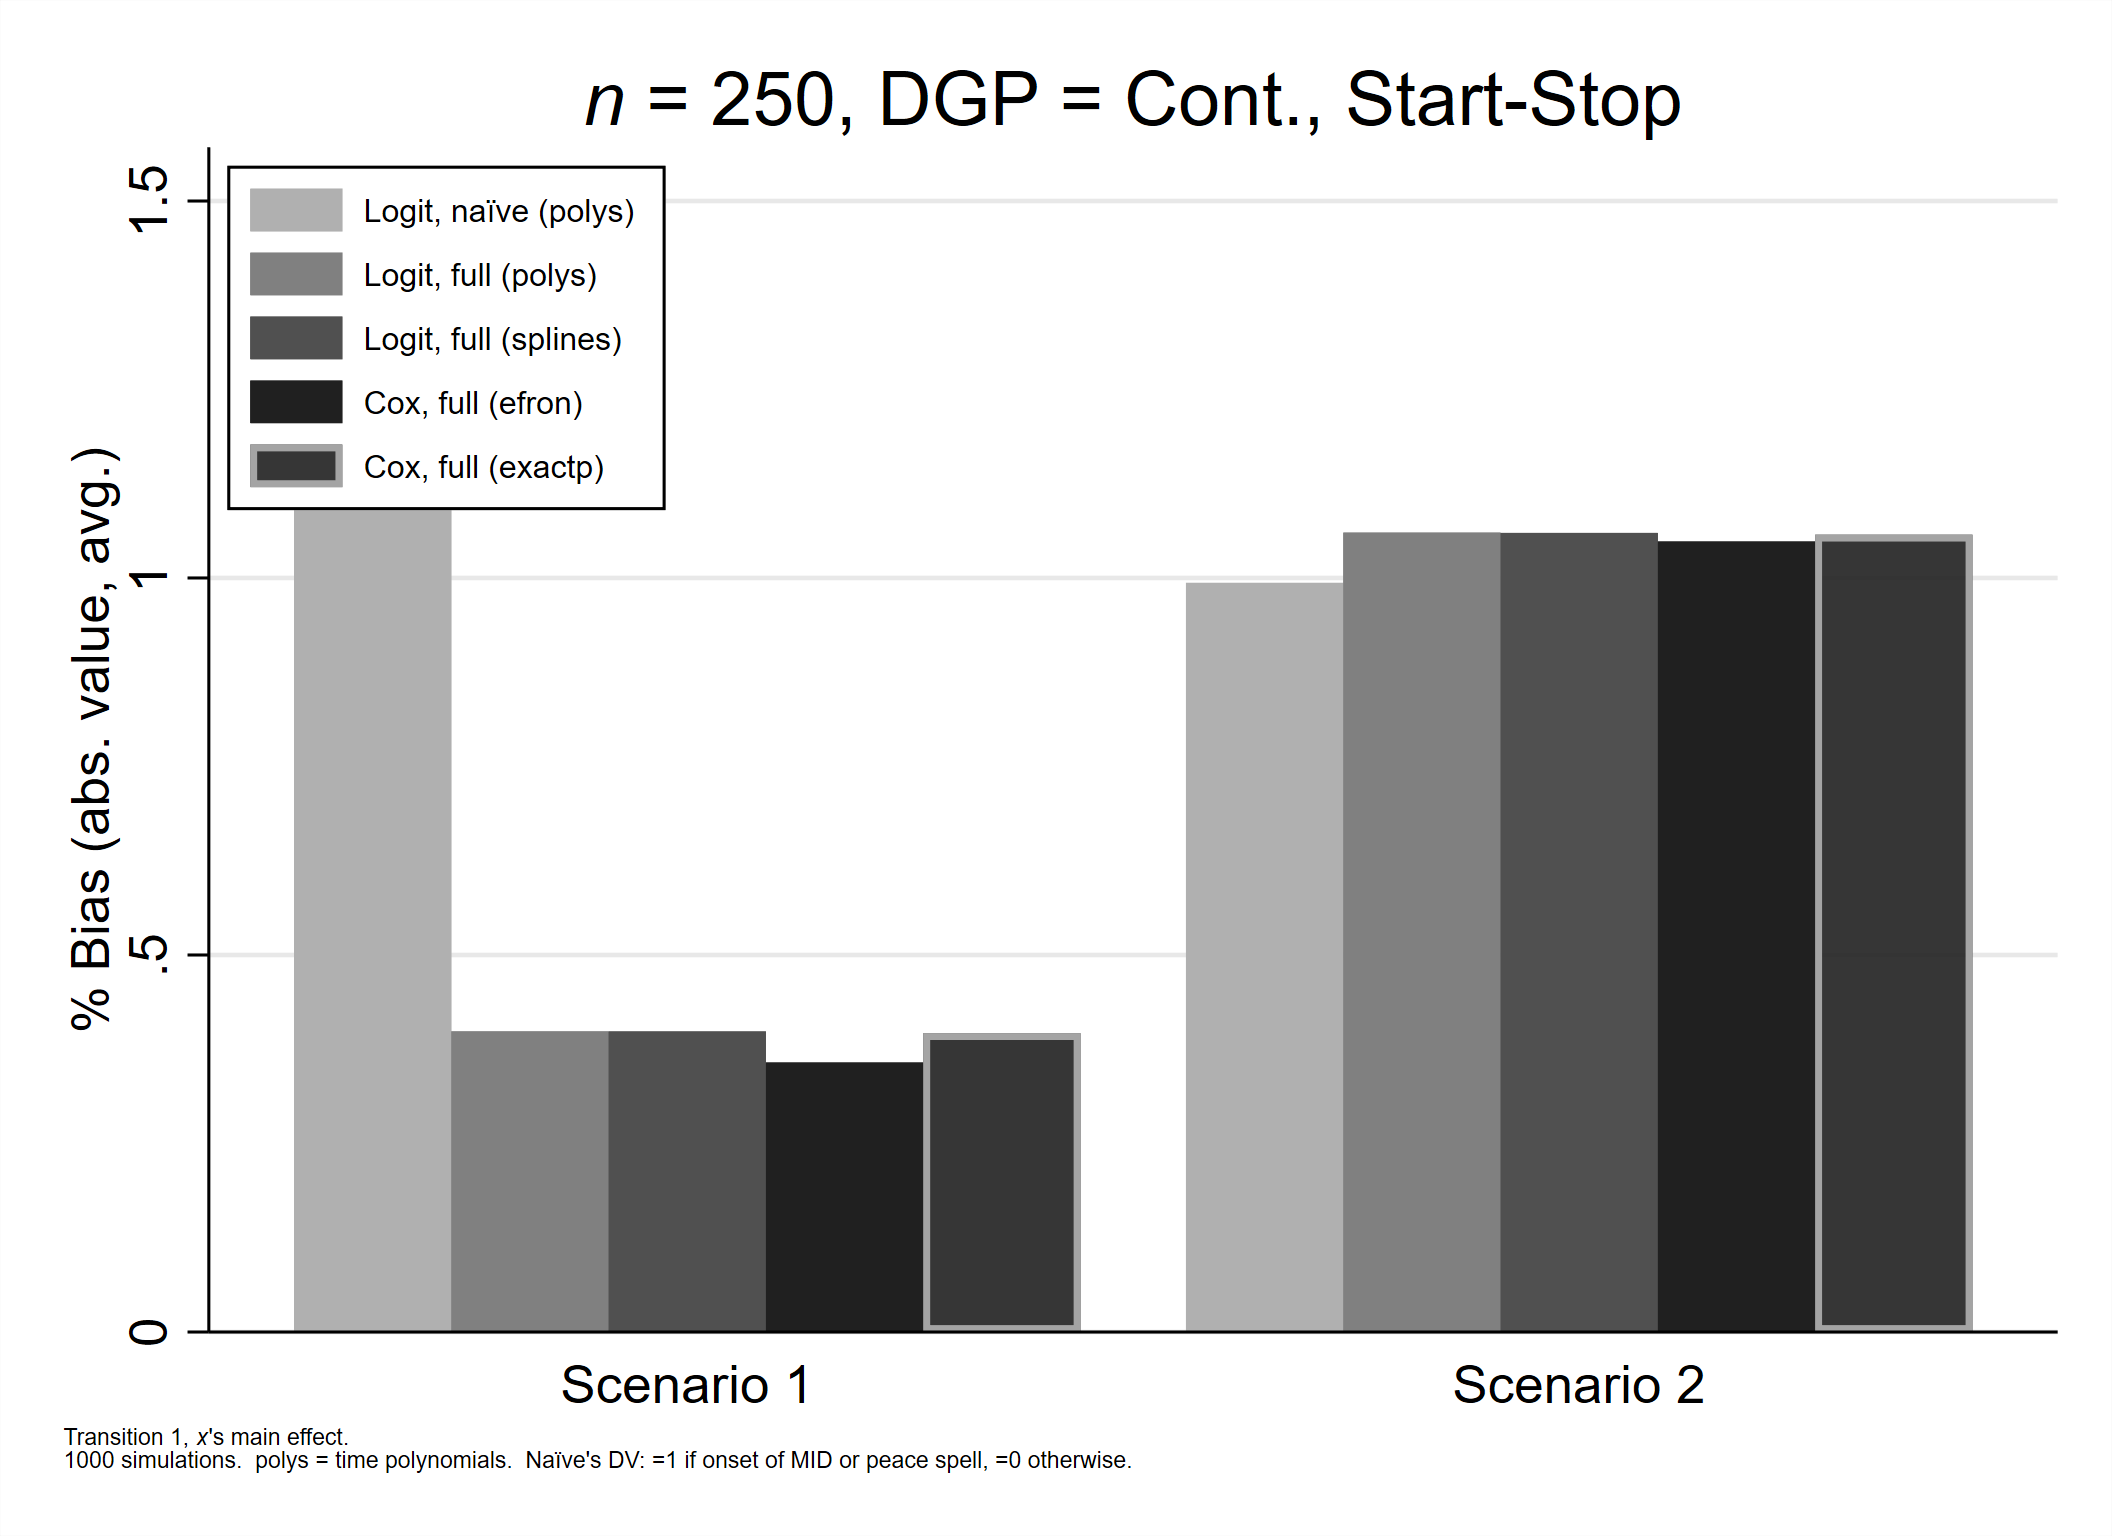 n = 250, DGP = Cont., Start-Stop
1.5
1
.5
0
% Bias (abs. value, avg.)
Logit, naïve (polys)
Logit, full (polys)
Logit, full (splines)
Cox, full (efron)
Cox, full (exactp)
Scenario 1
Scenario 2
Transition 1, x's main effect.
1000 simulations.  polys = time polynomials.  Naïve's DV: =1 if onset of MID or peace spell, =0 otherwise.